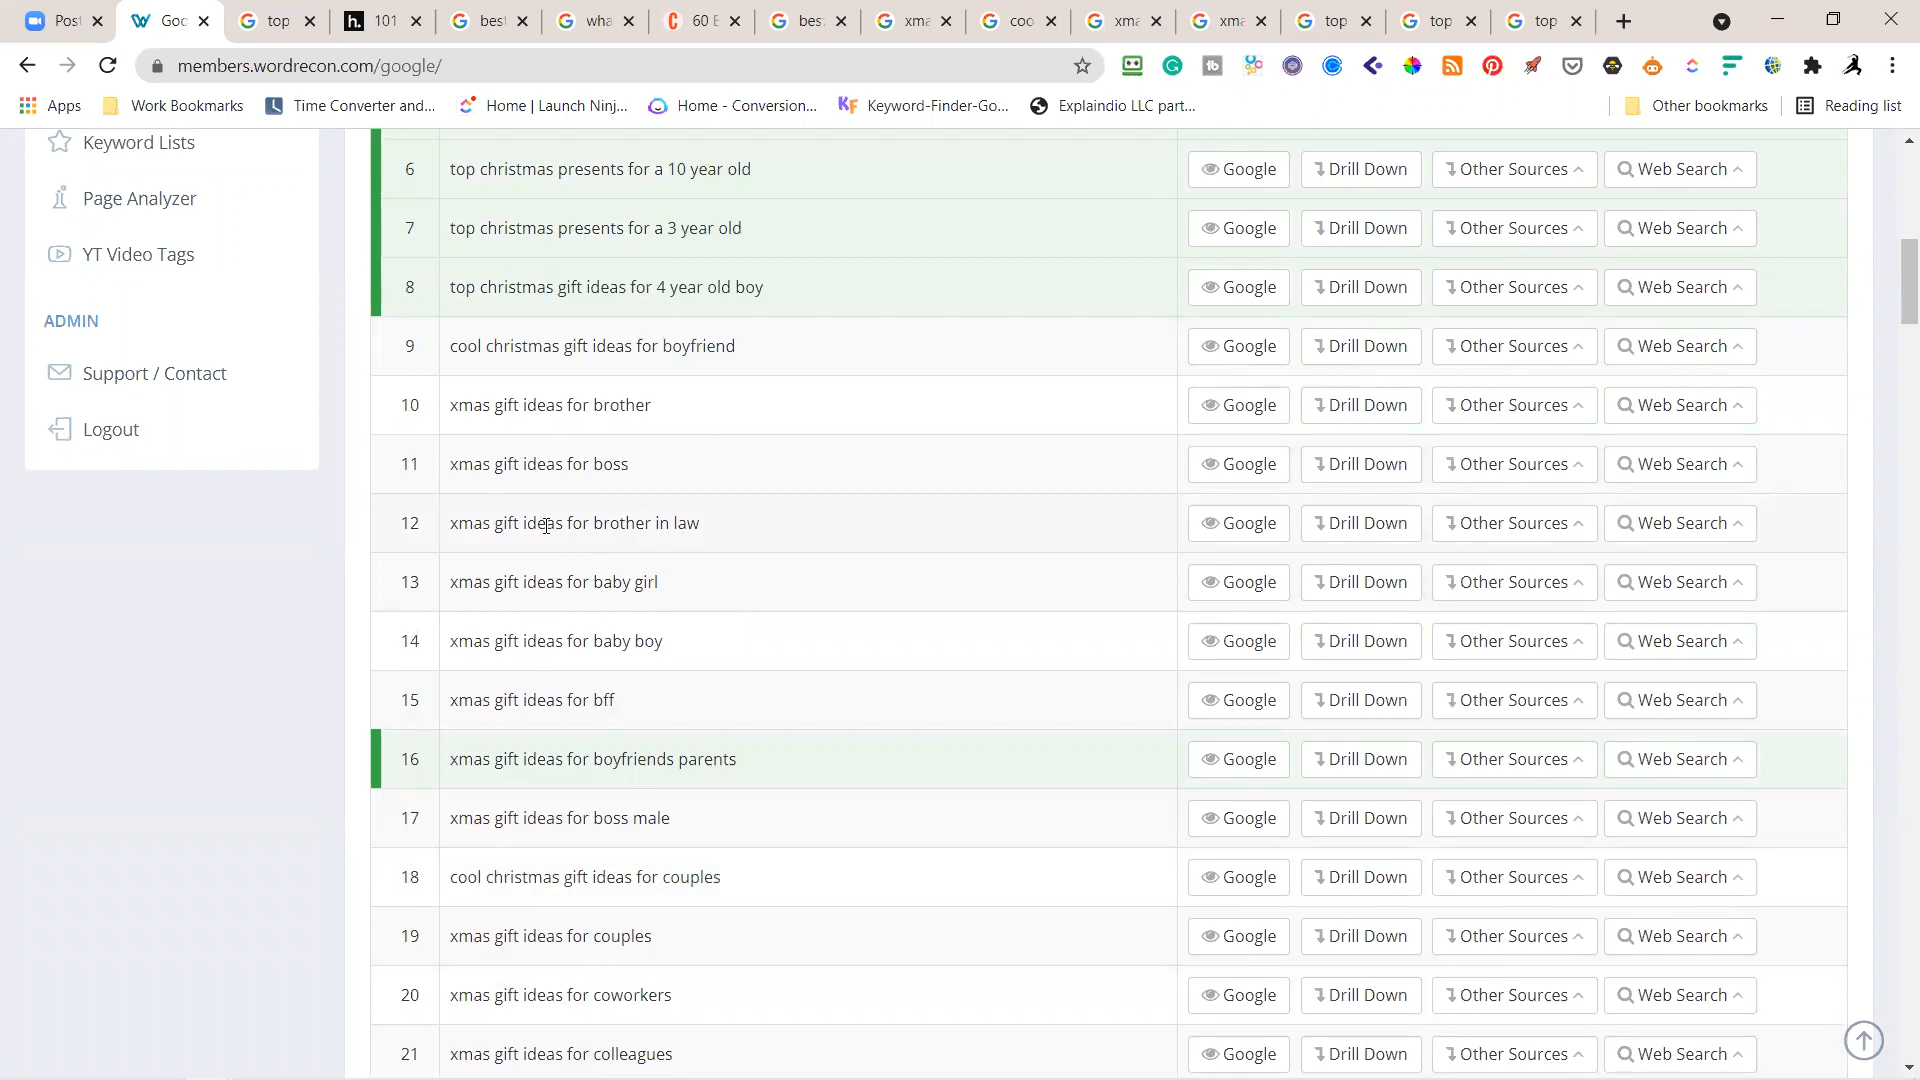 Post
Goo
top
101
best
wha
60 E
best
xma
coo
xma
xma
top
top
top
members.wordrecon.com/google/
Apps
Work Bookmarks
Time Converter and...
Home | Launch Ninj...
Home - Conversion...
Keyword-Finder-Go...
Explaindio LLC part...
Other bookmarks
Reading list
Keyword Lists
Page Analyzer
YT Video Tags
ADMIN
Support / Contact
Logout
6 top christmas presents for a 10 year old Google Drill Down Other Sources Web Search
7 top christmas presents for a 3 year old Google Drill Down Other Sources Web Search
8 top christmas gift ideas for 4 year old boy Google Drill Down Other Sources Web Search
9 cool christmas gift ideas for boyfriend Google Drill Down Other Sources Web Search
10 xmas gift ideas for brother Google Drill Down Other Sources Web Search
11 xmas gift ideas for boss Google Drill Down Other Sources Web Search
12 xmas gift ideas for brother in law Google Drill Down Other Sources Web Search
13 xmas gift ideas for baby girl Google Drill Down Other Sources Web Search
14 xmas gift ideas for baby boy Google Drill Down Other Sources Web Search
15 xmas gift ideas for bff Google Drill Down Other Sources Web Search
16 xmas gift ideas for boyfriends parents Google Drill Down Other Sources Web Search
17 xmas gift ideas for boss male Google Drill Down Other Sources Web Search
18 cool christmas gift ideas for couples Google Drill Down Other Sources Web Search
19 xmas gift ideas for couples Google Drill Down Other Sources Web Search
20 xmas gift ideas for coworkers Google Drill Down Other Sources Web Search
21 xmas gift ideas for colleagues Google Drill Down Other Sources Web Search